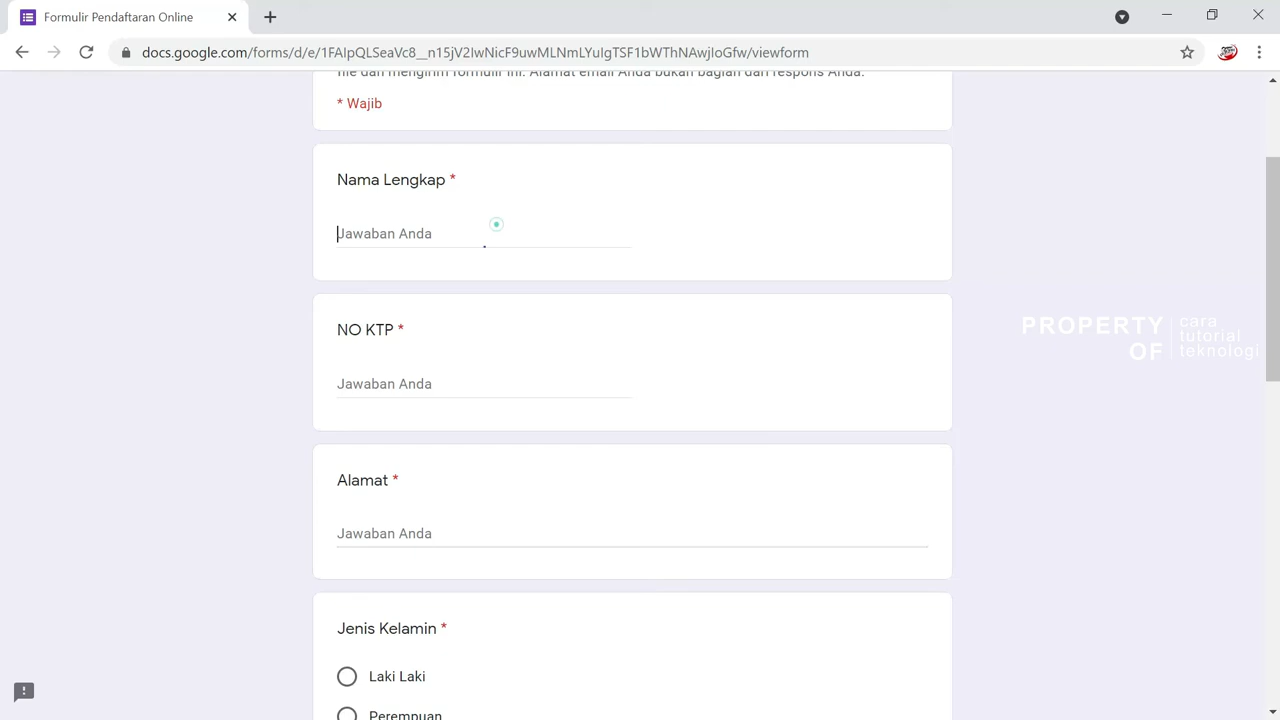 Formulir Pendaftaran Online
docs.google.com/forms/d/e/1FAIpQLSeaVc8__n15jV2IwNicF9uwMLNmLYuIgTSF1bWThNAwjIoGfw/viewform
file dan mengirim formulir ini. Alamat email Anda bukan bagian dari respons Anda.
* Wajib
Nama Lengkap *
Jawaban Anda
NO KTP *
Jawaban Anda
PROPERTY OF
cara tutorial teknologi
Alamat *
Jawaban Anda
Jenis Kelamin *
Laki Laki
Perempuan